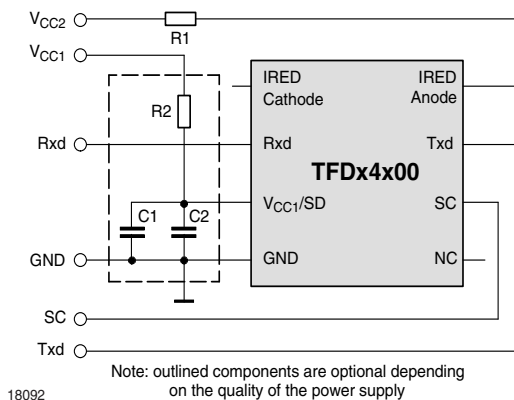 VCC2
R1
VCC1
IRED
Cathode
IRED
Anode
R2
Rxd
Rxd
Txd
TFDx4x00
VCC1/SD
SC
C1
C2
GND
GND
NC
SC
Txd
Note: outlined components are optional depending
on the quality of the power supply
18092